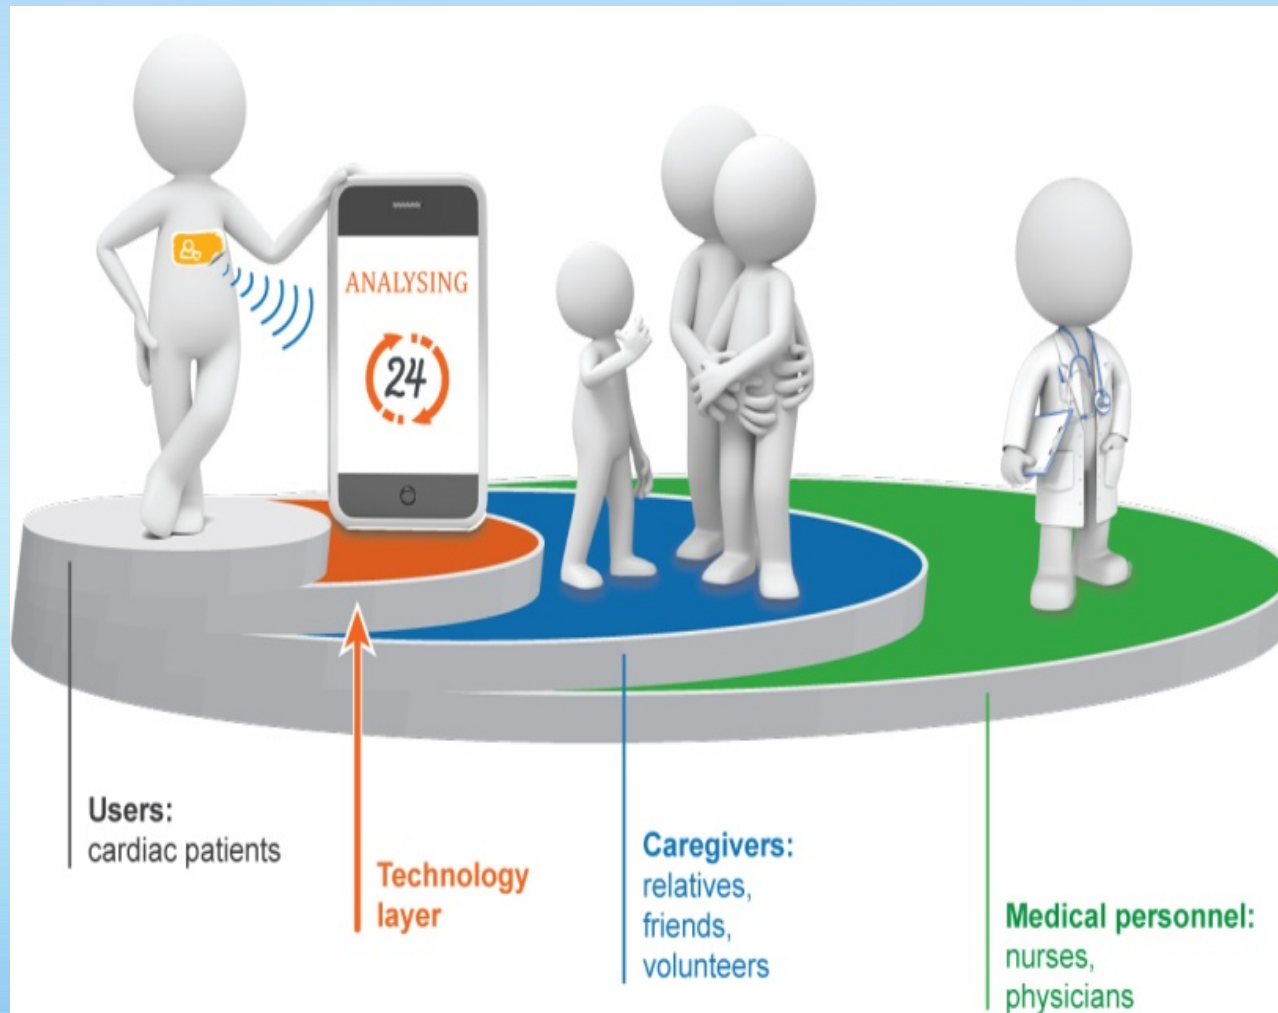 ANALYSING
24
Users:
cardiac patients
Technology
layer
Caregivers:
relatives,
friends,
volunteers
Medical personnel:
nurses,
physicians